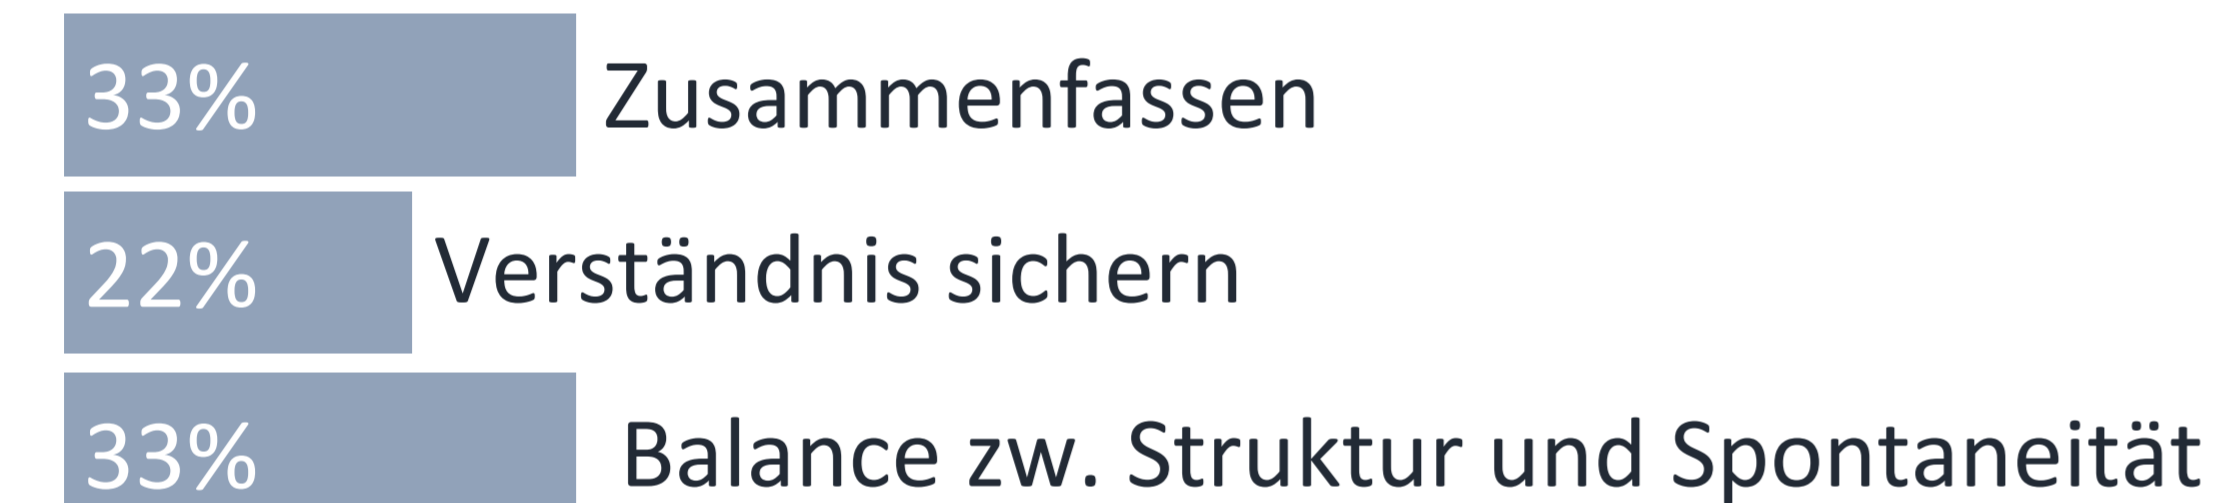 33% Zusammenfassen
22% Verständnis sichern
33% Balance zw. Struktur und Spontaneität